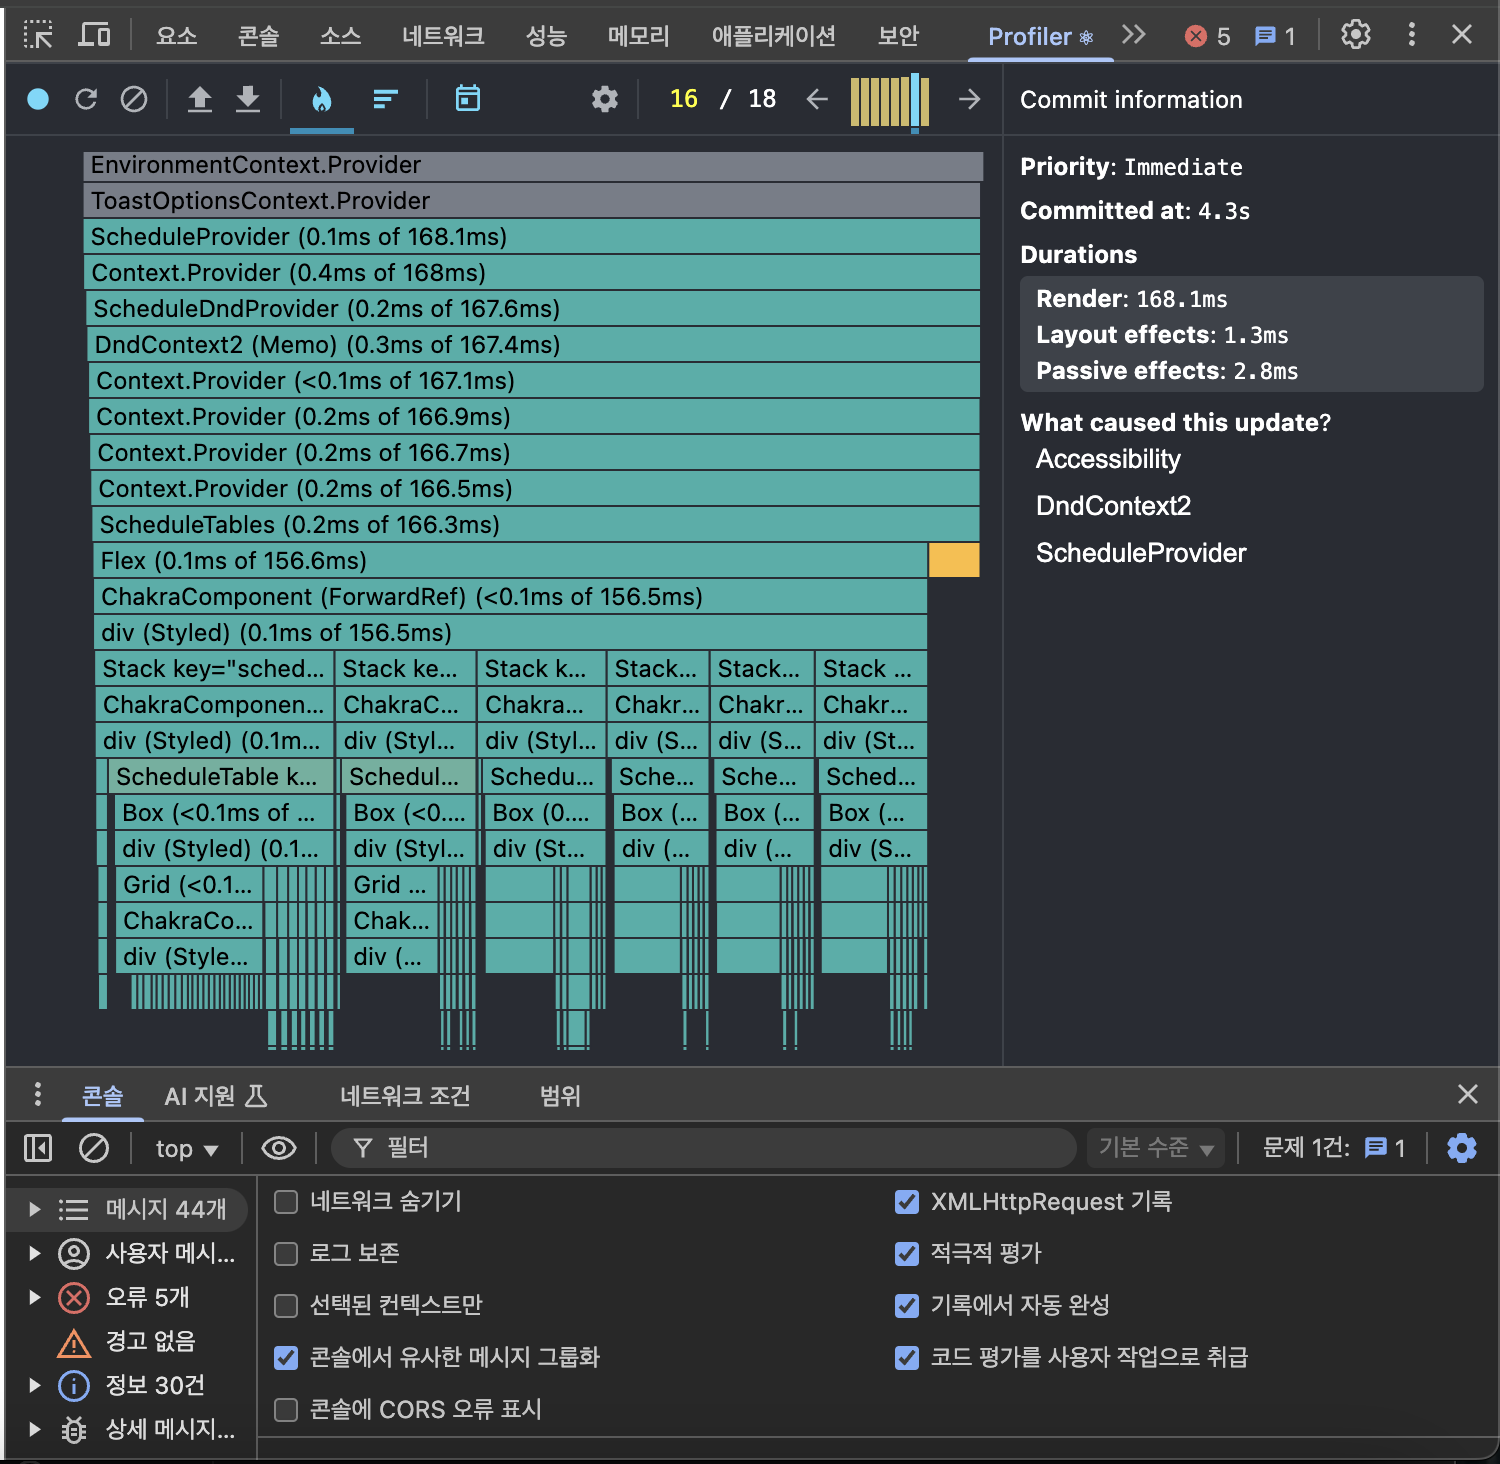 요소 콘솔 소스 네트워크 성능 메모리 애플리케이션 보안 Profiler 5 1
16 / 18
Commit information
EnvironmentContext.Provider
ToastOptionsContext.Provider
ScheduleProvider (0.1ms of 168.1ms)
Context.Provider (0.4ms of 168ms)
ScheduleDndProvider (0.2ms of 167.6ms)
DndContext2 (Memo) (0.3ms of 167.4ms)
Context.Provider (<0.1ms of 167.1ms)
Context.Provider (0.2ms of 166.9ms)
Context.Provider (0.2ms of 166.7ms)
Context.Provider (0.2ms of 166.5ms)
ScheduleTables (0.2ms of 166.3ms)
Flex (0.1ms of 156.6ms)
ChakraComponent (ForwardRef) (<0.1ms of 156.5ms)
div (Styled) (0.1ms of 156.5ms)
Stack key="sched... Stack ke... Stack k... Stack... Stack... Stack ...
ChakraComponen... ChakraC... Chakra... Chakr... Chakr... Chakr...
div (Styled) (0.1m... div (Styl... div (Styl... div (S... div (S... div (St...
ScheduleTable k... Schedul... Schedu... Sche... Sche... Sched...
Box (<0.1ms of ... Box (<0.... Box (0.... Box (... Box (... Box (...
div (Styled) (0.1... div (Styl... div (St... div (... div (... div (S...
Grid (<0.1... Grid ...
ChakraCo... Chak...
div (Style... div (...
Priority: Immediate
Committed at: 4.3s
Durations
Render: 168.1ms
Layout effects: 1.3ms
Passive effects: 2.8ms
What caused this update?
Accessibility
DndContext2
ScheduleProvider
콘솔 AI 지원 네트워크 조건 범위
top 필터 기본 수준 문제 1건: 1
메시지 44개
사용자 메시...
오류 5개
경고 없음
정보 30건
상세 메시지...
네트워크 숨기기
로그 보존
선택된 컨텍스트만
콘솔에서 유사한 메시지 그룹화
콘솔에 CORS 오류 표시
XMLHttpRequest 기록
적극적 평가
기록에서 자동 완성
코드 평가를 사용자 작업으로 취급